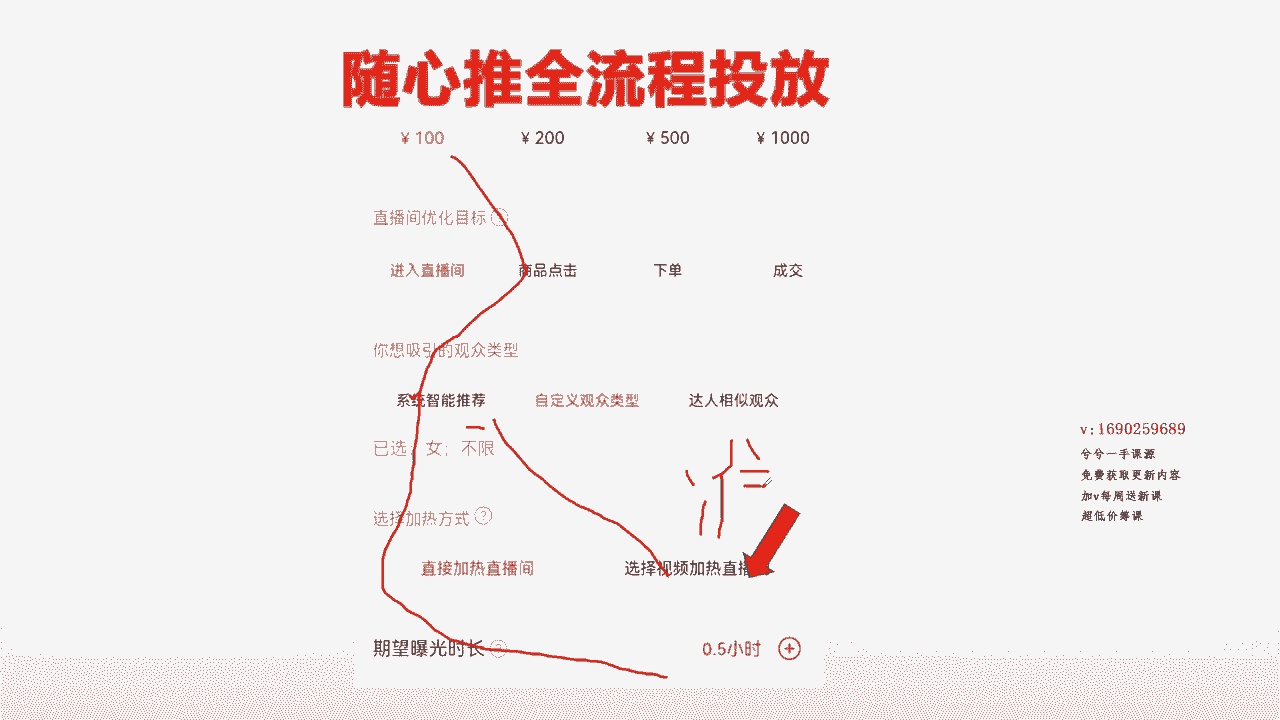 随心推全流程投放
¥ 100 ¥ 200 ¥ 500 ¥ 1000
直播间优化目标
进入直播间 商品点击 下单 成交
你想吸引的观众类型
系统智能推荐 自定义观众类型 达人相似观众
已选：女；不限
选择加热方式 ?
直接加热直播间 选择视频加热直播
期望曝光时长 ? 0.5小时 +
v:1690259689
兮兮一手课源
免费获取更新内容
加v每周送新课
超低价筹课